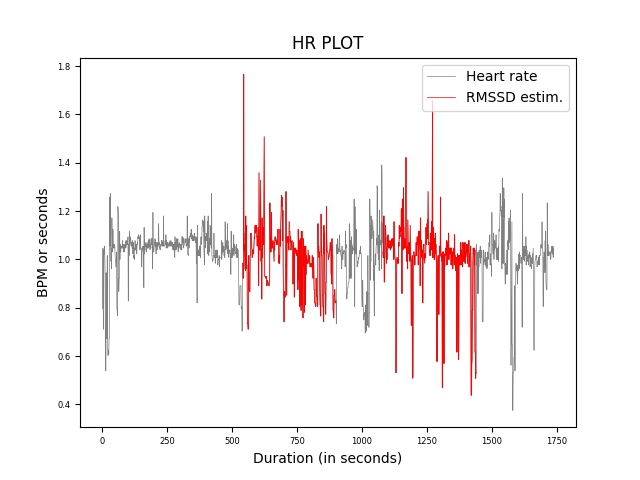 HR PLOT
Heart rate
RMSSD estim.
BPM or seconds
1.8
1.6
1.4
1.2
1.0
0.8
0.6
0.4
0 250 500 750 1000 1250 1500 1750
Duration (in seconds)